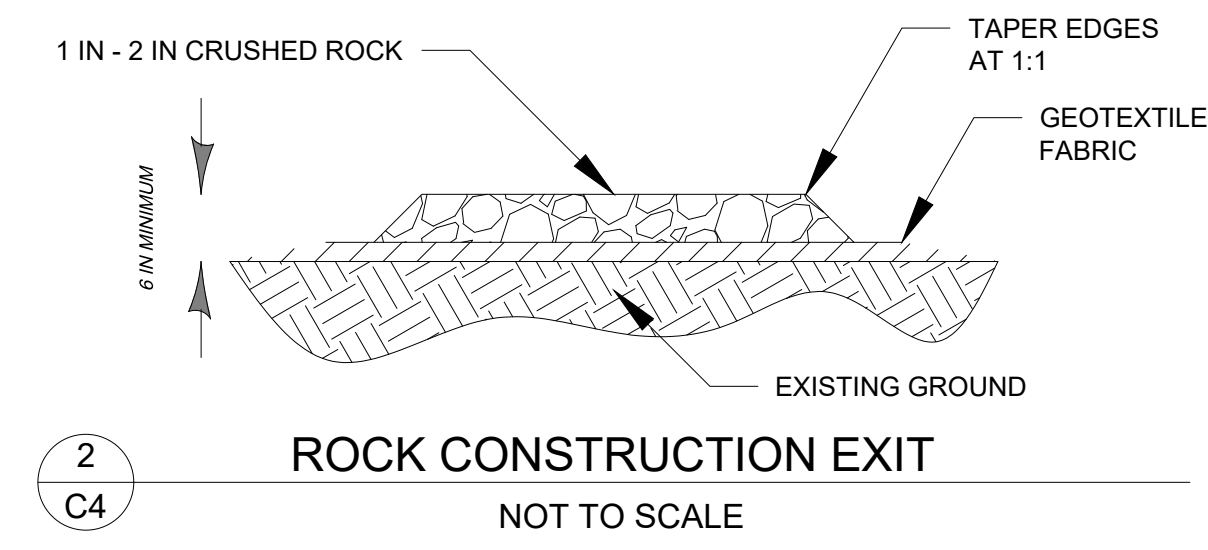 1 IN - 2 IN CRUSHED ROCK
TAPER EDGES
AT 1:1
GEOTEXTILE
FABRIC
6 IN MINIMUM
EXISTING GROUND
2
C4
ROCK CONSTRUCTION EXIT
NOT TO SCALE